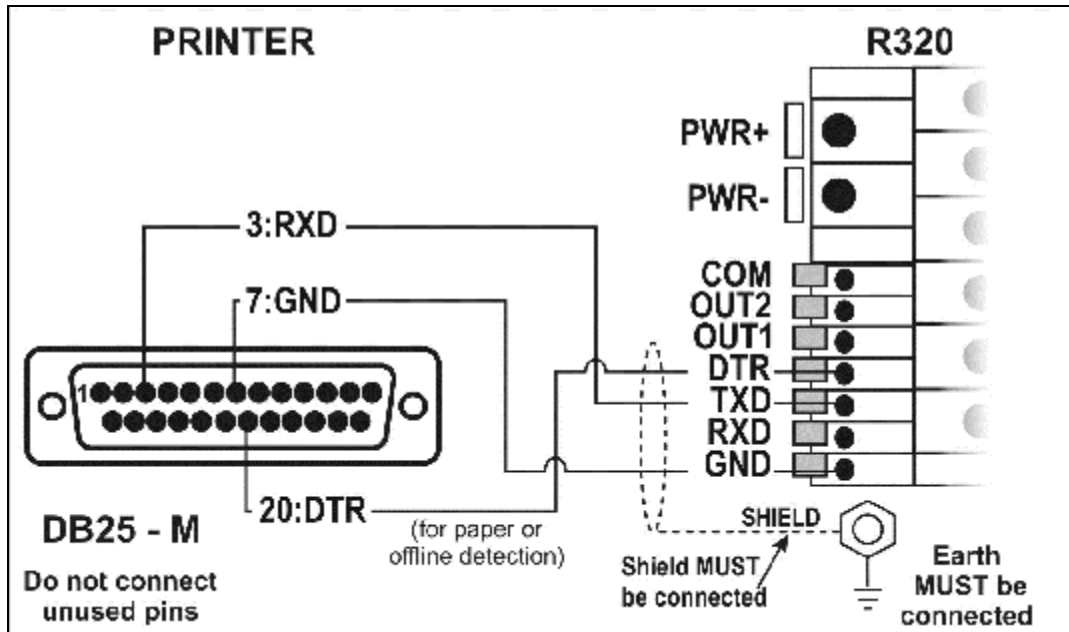 PRINTER
R320
PWR+
PWR-
3:RXD
7:GND
COM
OUT2
OUT1
DTR
TXD
RXD
GND
1
20:DTR
(for paper or
offline detection)
SHIELD
DB25 - M
Do not connect
unused pins
Shield MUST
be connected
Earth
MUST be
connected